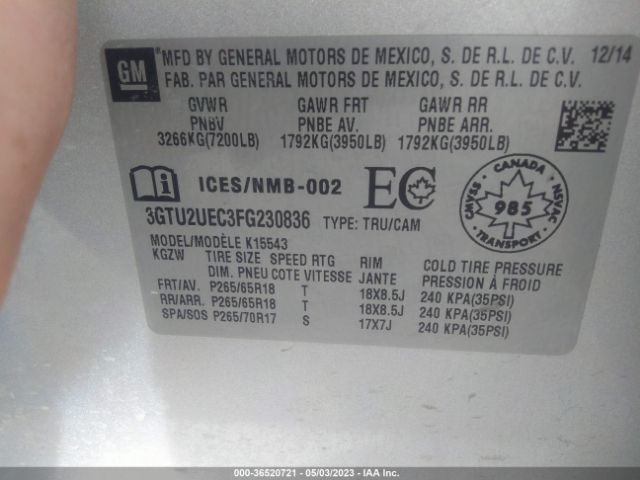 GM
MFD BY GENERAL MOTORS DE MEXICO, S. DE R.L. DE C.V. 12/14
FAB. PAR GENERAL MOTORS DE MEXICO, S. DE R.L. DE C.V.
GVWR GAWR FRT GAWR RR
PNBV PNBE AV. PNBE ARR.
3266KG(7200LB) 1792KG(3950LB) 1792KG(3950LB)
ICES/NMB-002 EC
CANADA
CMVSS 985 NSVAC
TRANSPORT
3GTU2UEC3FG230836 TYPE: TRU/CAM
MODEL/MODÈLE K15543
KGZW TIRE SIZE SPEED RTG RIM COLD TIRE PRESSURE
DIM. PNEU COTE VITESSE JANTE PRESSION À FROID
FRT/AV. P265/65R18 T 18X8.5J 240 KPA(35PSI)
RR/ARR. P265/65R18 T 18X8.5J 240 KPA(35PSI)
SPA/SOS P265/70R17 S 17X7J 240 KPA(35PSI)
000-36520721 - 05/03/2023 - IAA Inc.